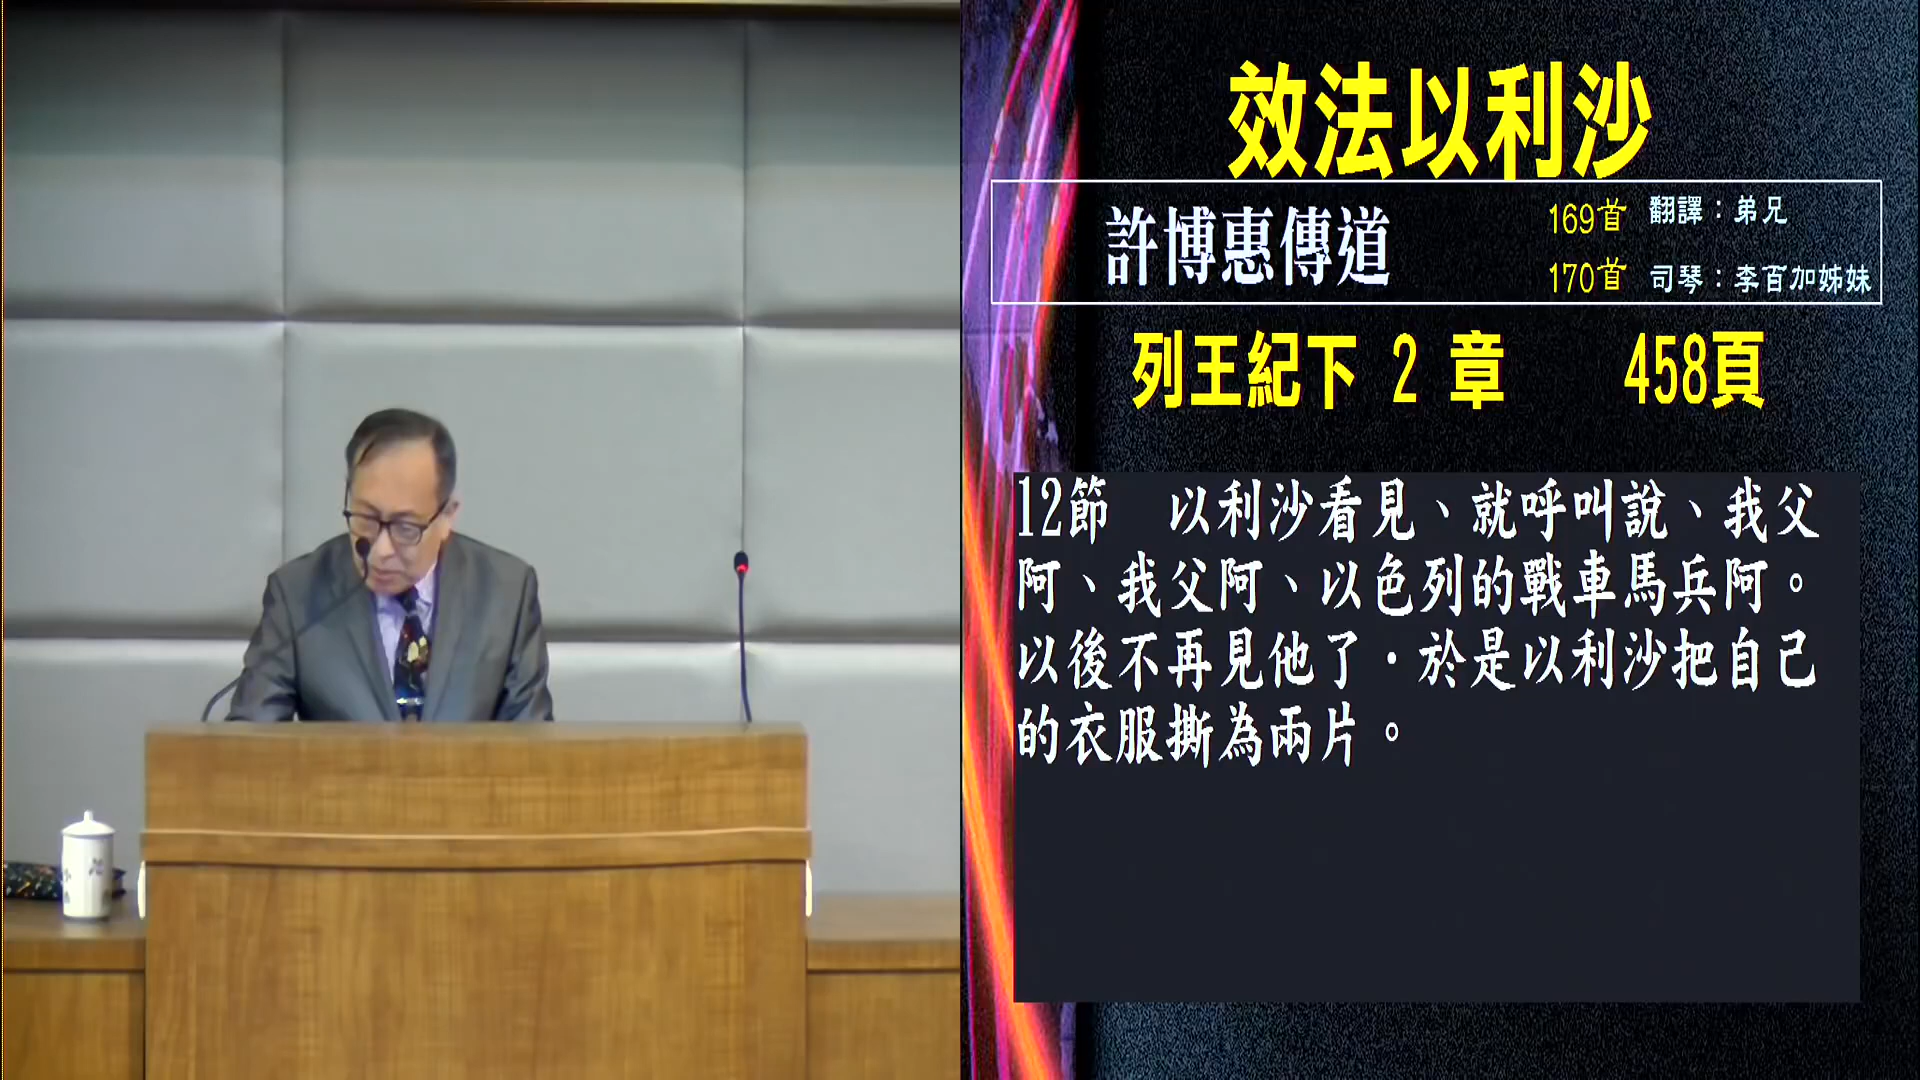 效法以利沙
許博惠傳道
169首 翻譯：弟兄
170首 司琴：李百加姊妹
列王紀下 2 章 458頁
12節　以利沙看見、就呼叫說、我父
阿、我父阿、以色列的戰車馬兵阿。
以後不再見他了．於是以利沙把自己
的衣服撕為兩片。